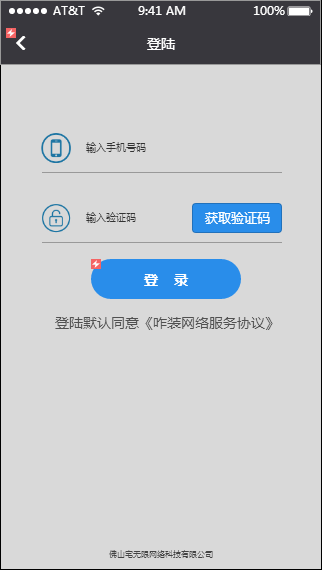 AT&T 9:41 AM 100%
登陆
输入手机号码
输入验证码 获取验证码
登 录
登陆默认同意《咋装网络服务协议》
佛山宅无限网络科技有限公司